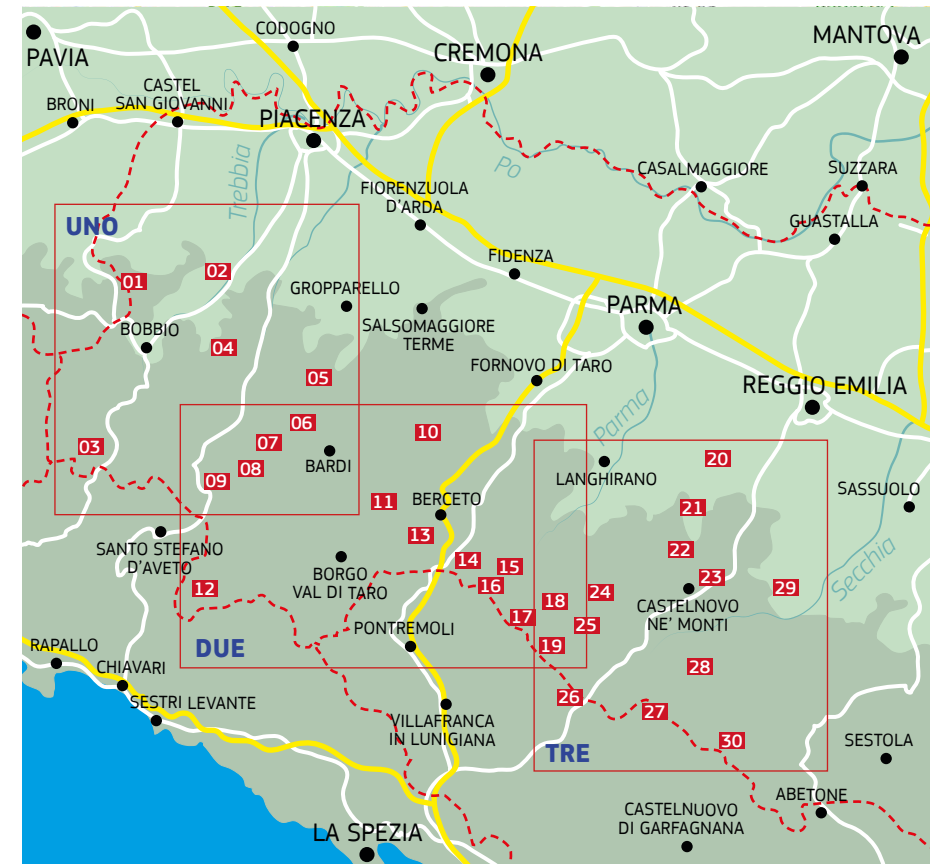 CODOGNO
MANTOVA
PAVIA
CREMONA
CASTEL
SAN GIOVANNI
BRONI
PIACENZA
Trebbia
Po
CASALMAGGIORE
SUZZARA
FIORENZUOLA
D'ARDA
UNO
GUASTALLA
FIDENZA
01
02
GROPPARELLO
PARMA
BOBBIO
SALSOMAGGIORE
TERME
04
FORNOVO DI TARO
05
REGGIO EMILIA
Parma
06
10
03
07
BARDI
08
09
LANGHIRANO
20
SASSUOLO
11
BERCETO
21
13
SANTO STEFANO
D'AVETO
22
14
15
Secchia
BORGO
VAL DI TARO
16
23
12
24
29
18
CASTELNOVO
NE' MONTI
17
25
PONTREMOLI
RAPALLO
DUE
19
CHIAVARI
28
SESTRI LEVANTE
26
27
VILLAFRANCA
IN LUNIGIANA
30
TRE
SESTOLA
ABETONE
CASTELNUOVO
DI GARFAGNANA
LA SPEZIA